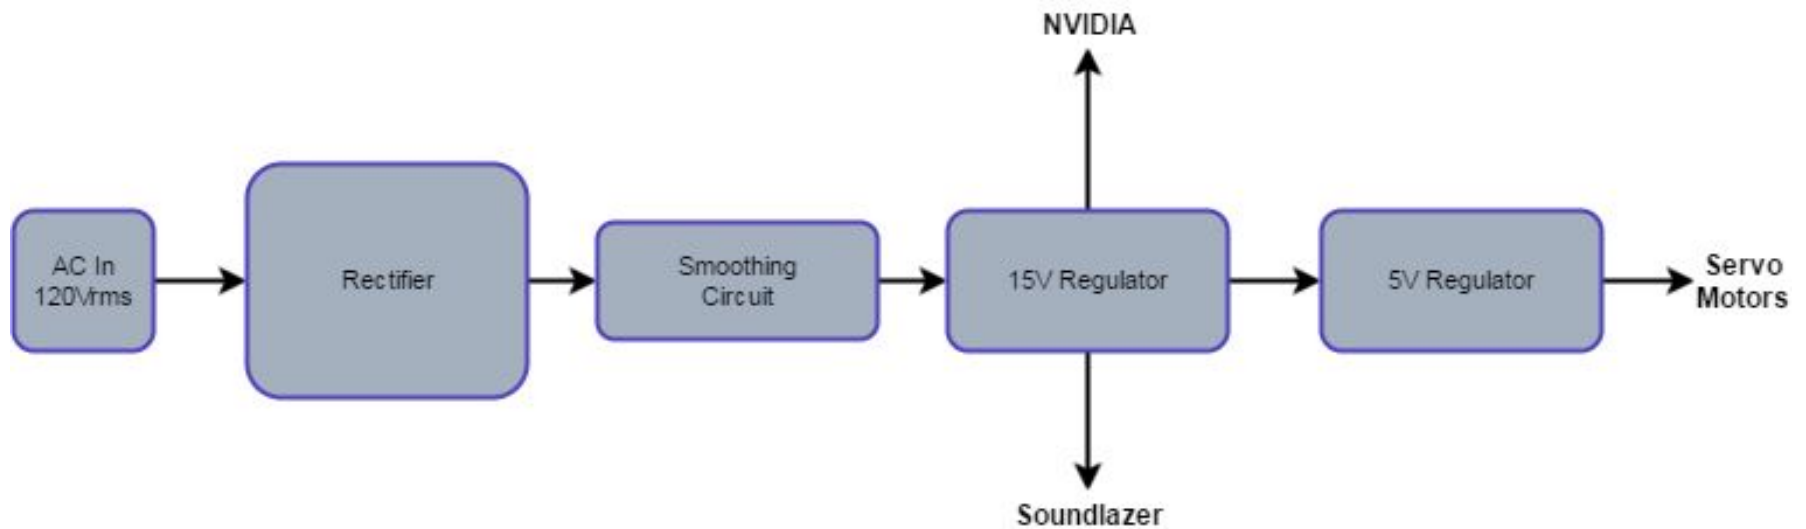 NVIDIA
AC In
120Vrms
Rectifier
Smoothing
Circuit
15V Regulator
5V Regulator
Servo
Motors
Soundlazer